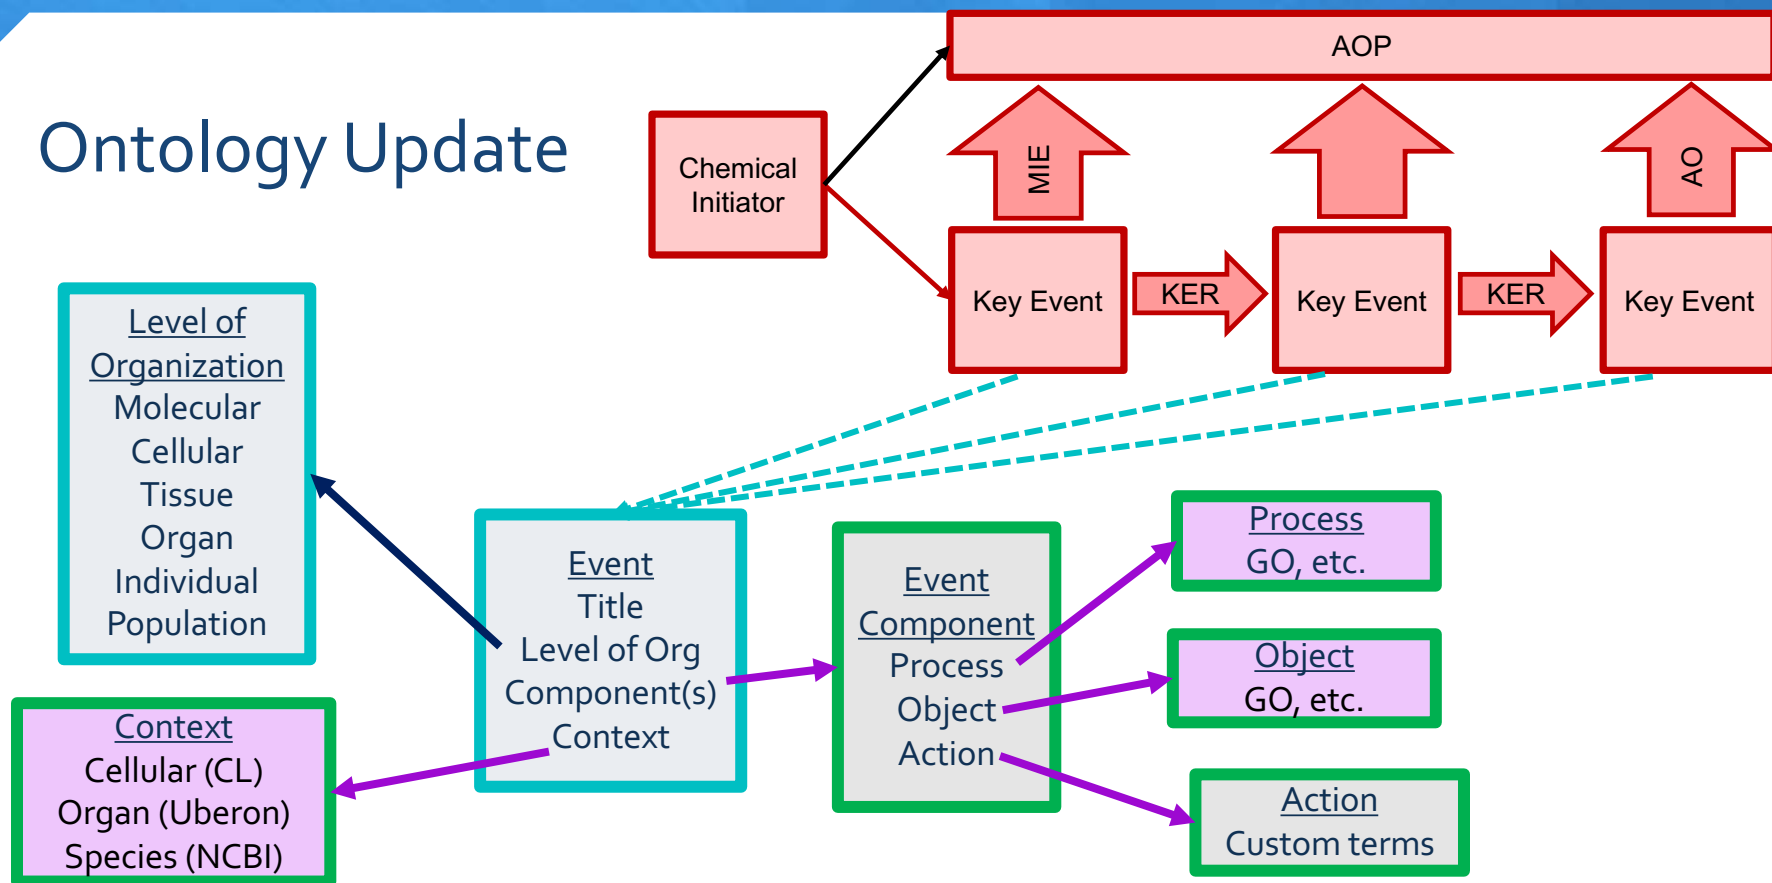 Ontology Update
AOP
Chemical
Initiator
MIE
AO
Key Event
KER
Key Event
KER
Key Event
Level of
Organization
Molecular
Cellular
Tissue
Organ
Individual
Population
Event
Title
Level of Org
Component(s)
Context
Event
Component
Process
Object
Action
Process
GO, etc.
Object
GO, etc.
Action
Custom terms
Context
Cellular (CL)
Organ (Uberon)
Species (NCBI)